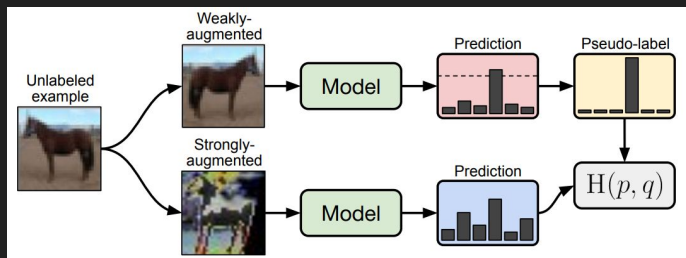 Unlabeled
example
Weakly-
augmented
Model
Prediction
Pseudo-label
Strongly-
augmented
Model
Prediction
H(p, q)